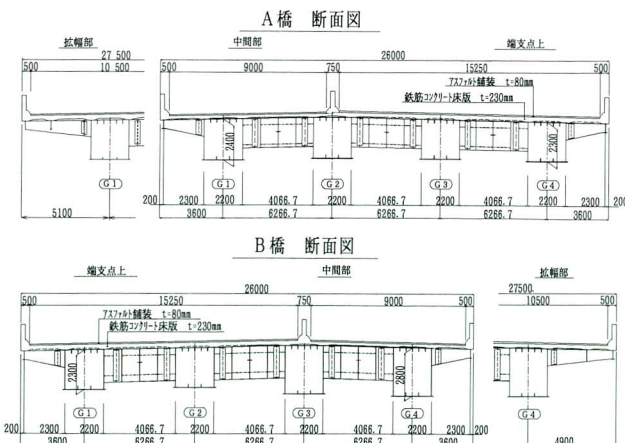 A橋 断面図
拡幅部 中間部 端支点上
27 500 26000
500 10 500 500 9000 750 15250 500
アスファルト舗装 t=80mm
鉄筋コンクリート床版 t=230mm
2400 2300
G1 G1 G2 G3 G4
200 2300 2200 4066.7 2200 4066.7 2200 4066.7 2200 2300 200
5100 3600 6266.7 6266.7 6266.7 3600
B橋 断面図
端支点上 中間部 拡幅部
26000 27500
500 15250 750 9000 500 10500 500
アスファルト舗装 t=80mm
鉄筋コンクリート床版 t=230mm
2300 2800
G1 G2 G3 G4 G4
200 2300 2200 4066.7 2200 4066.7 2200 4066.7 2200 2300 200
3600 6266.7 6266.7 6266.7 3600 4900